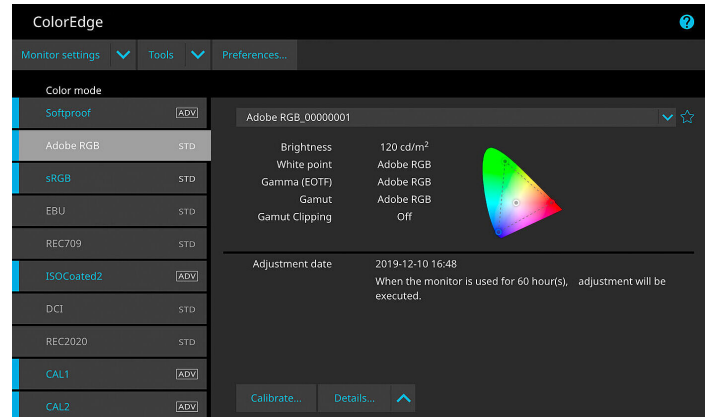 ColorEdge
?
Monitor settings Tools Preferences...
Color mode
Softproof ADV
Adobe RGB STD
sRGB STD
EBU STD
REC709 STD
ISOCoated2 ADV
DCI STD
REC2020 STD
CAL1 ADV
CAL2 ADV
Adobe RGB_00000001
Brightness 120 cd/m²
White point Adobe RGB
Gamma (EOTF) Adobe RGB
Gamut Adobe RGB
Gamut Clipping Off
Adjustment date 2019-12-10 16:48
When the monitor is used for 60 hour(s), adjustment will be
executed.
Calibrate... Details...